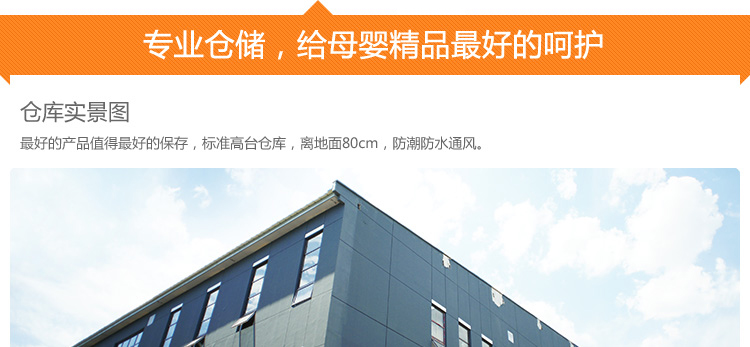 专业仓储，给母婴精品最好的呵护
仓库实景图
最好的产品值得最好的保存，标准高台仓库，离地面80cm，防潮防水通风。